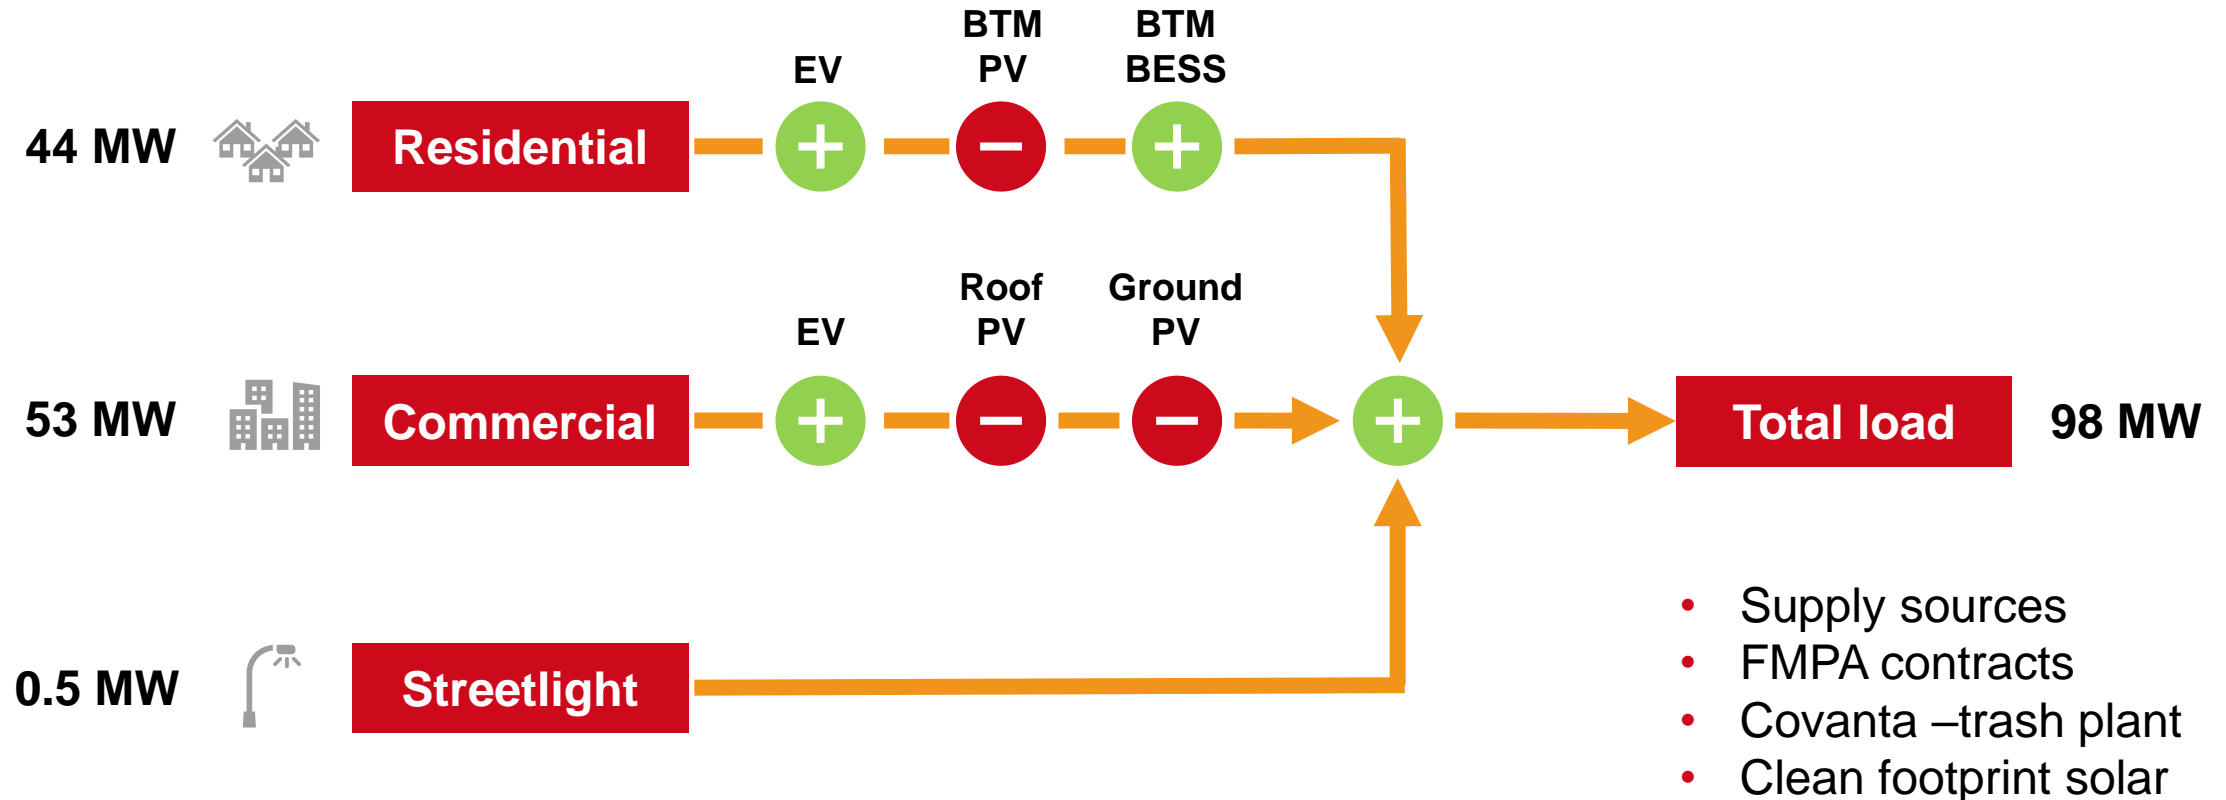 BTM
PV
BTM
BESS
EV
44 MW
Residential
Roof
PV
Ground
PV
EV
53 MW
Commercial
Total load
98 MW
0.5 MW
Streetlight
• Supply sources
• FMPA contracts
• Covanta –trash plant
• Clean footprint solar